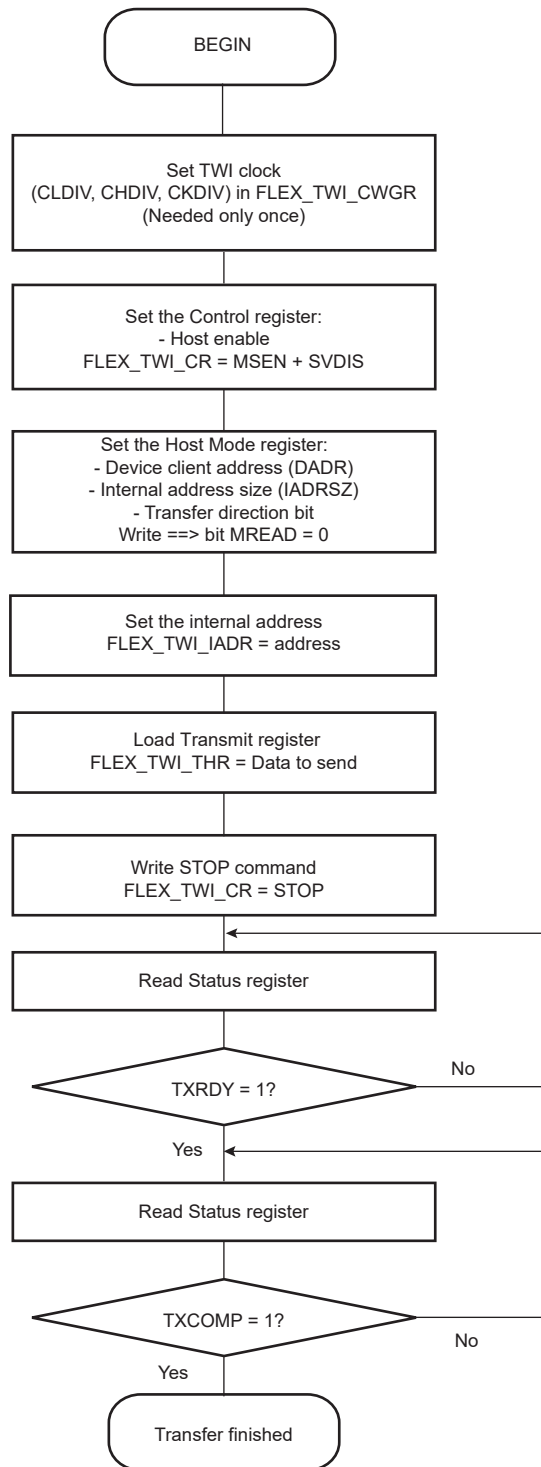 BEGIN
Set TWI clock
(CLDIV, CHDIV, CKDIV) in FLEX_TWI_CWGR
(Needed only once)
Set the Control register:
- Host enable
FLEX_TWI_CR = MSEN + SVDIS
Set the Host Mode register:
- Device client address (DADR)
- Internal address size (IADRSZ)
- Transfer direction bit
Write ==> bit MREAD = 0
Set the internal address
FLEX_TWI_IADR = address
Load Transmit register
FLEX_TWI_THR = Data to send
Write STOP command
FLEX_TWI_CR = STOP
Read Status register
No
TXRDY = 1?
Yes
Read Status register
TXCOMP = 1?
No
Yes
Transfer finished